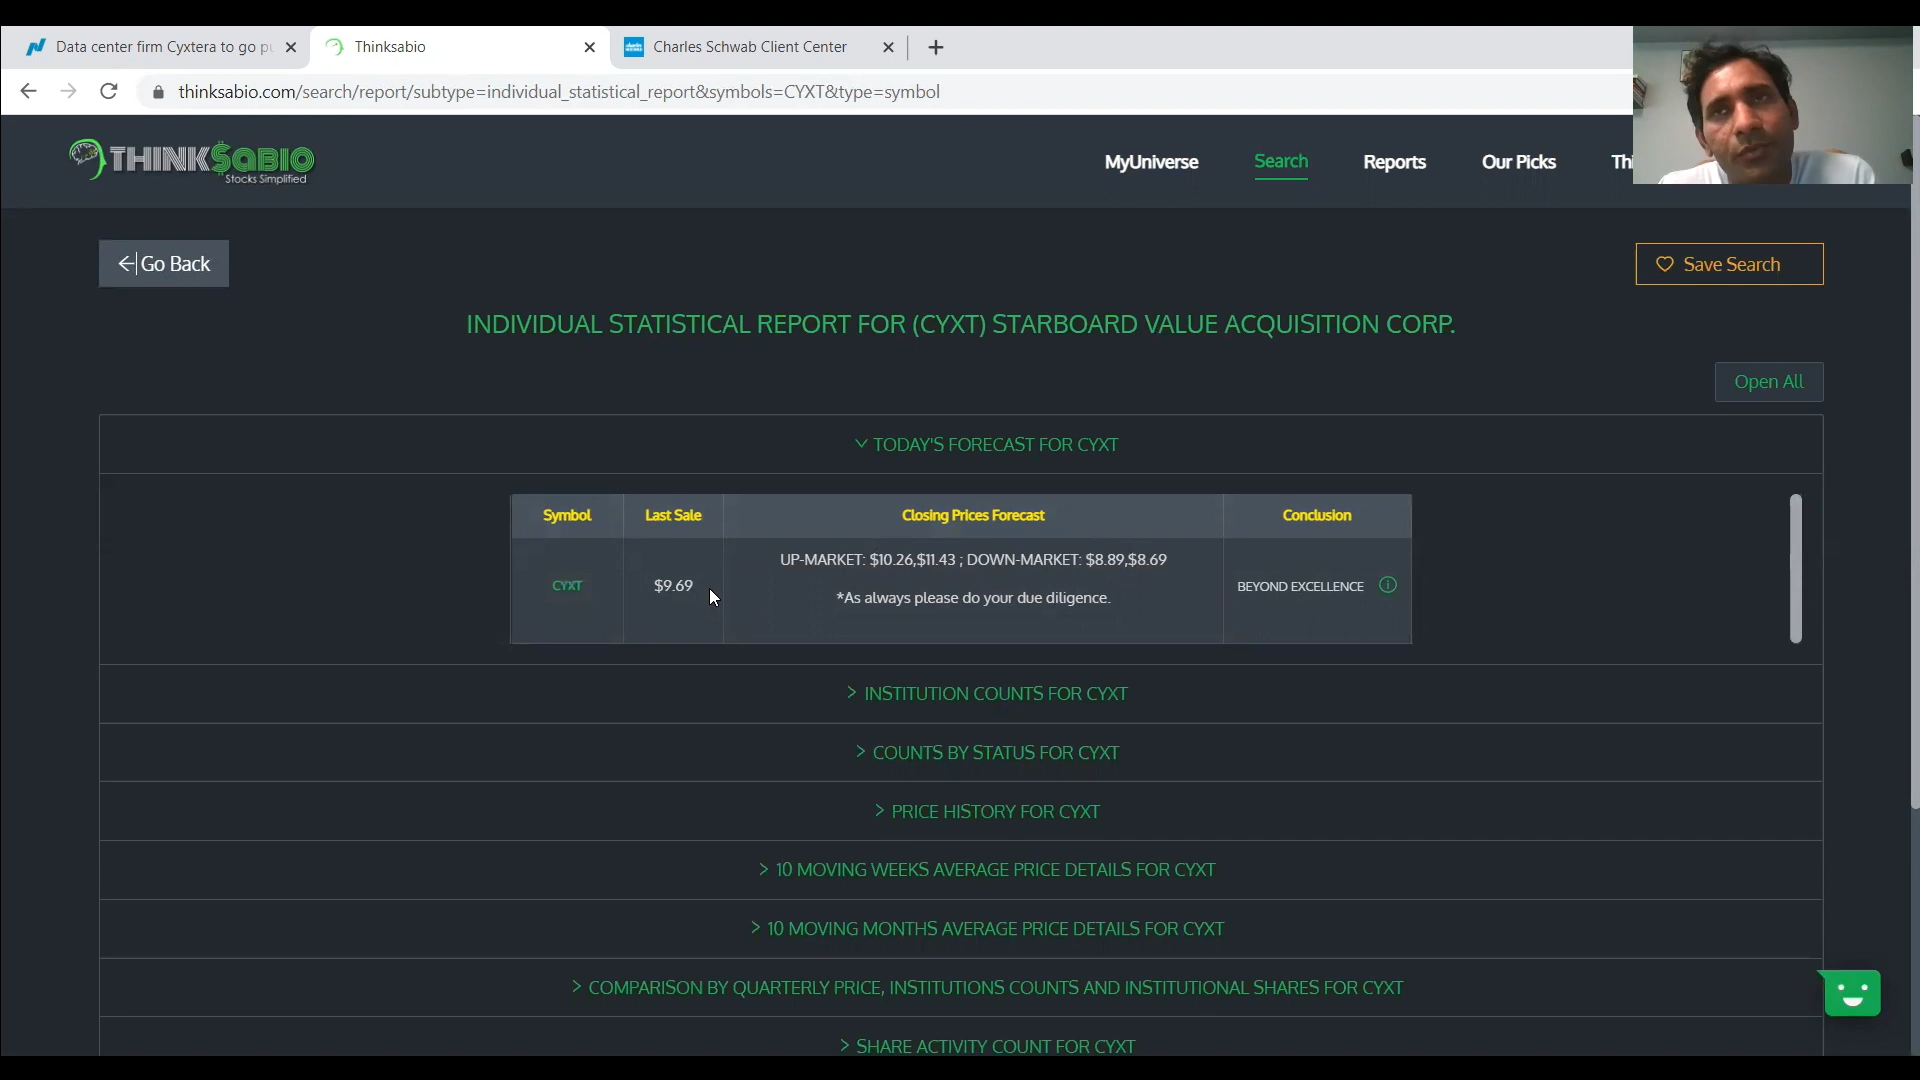 Data center firm Cyxtera to go pu
Thinksabio
Charles Schwab Client Center
thinksabio.com/search/report/subtype=individual_statistical_report&symbols=CYXT&type=symbol
THINK$ABIO
Stocks Simplified
MyUniverse
Search
Reports
Our Picks
Thi
Go Back
Save Search
INDIVIDUAL STATISTICAL REPORT FOR (CYXT) STARBOARD VALUE ACQUISITION CORP.
Open All
TODAY'S FORECAST FOR CYXT
Symbol Last Sale Closing Prices Forecast Conclusion
UP-MARKET: $10.26,$11.43 ; DOWN-MARKET: $8.89,$8.69
CYXT $9.69 BEYOND EXCELLENCE
*As always please do your due diligence.
> INSTITUTION COUNTS FOR CYXT
> COUNTS BY STATUS FOR CYXT
> PRICE HISTORY FOR CYXT
> 10 MOVING WEEKS AVERAGE PRICE DETAILS FOR CYXT
> 10 MOVING MONTHS AVERAGE PRICE DETAILS FOR CYXT
> COMPARISON BY QUARTERLY PRICE, INSTITUTIONS COUNTS AND INSTITUTIONAL SHARES FOR CYXT
> SHARE ACTIVITY COUNT FOR CYXT